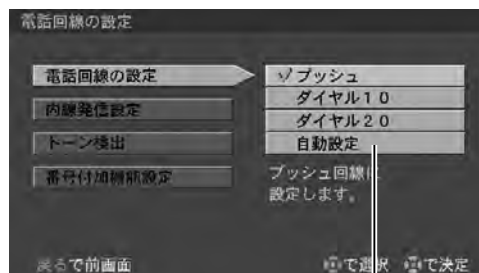 電話回線の設定
電話回線の設定
内線発信設定
トーン検出
番号付加機能設定
プッシュ
ダイヤル10
ダイヤル20
自動設定
プッシュ回線に
設定します。
戻るで前画面
で選択 で決定